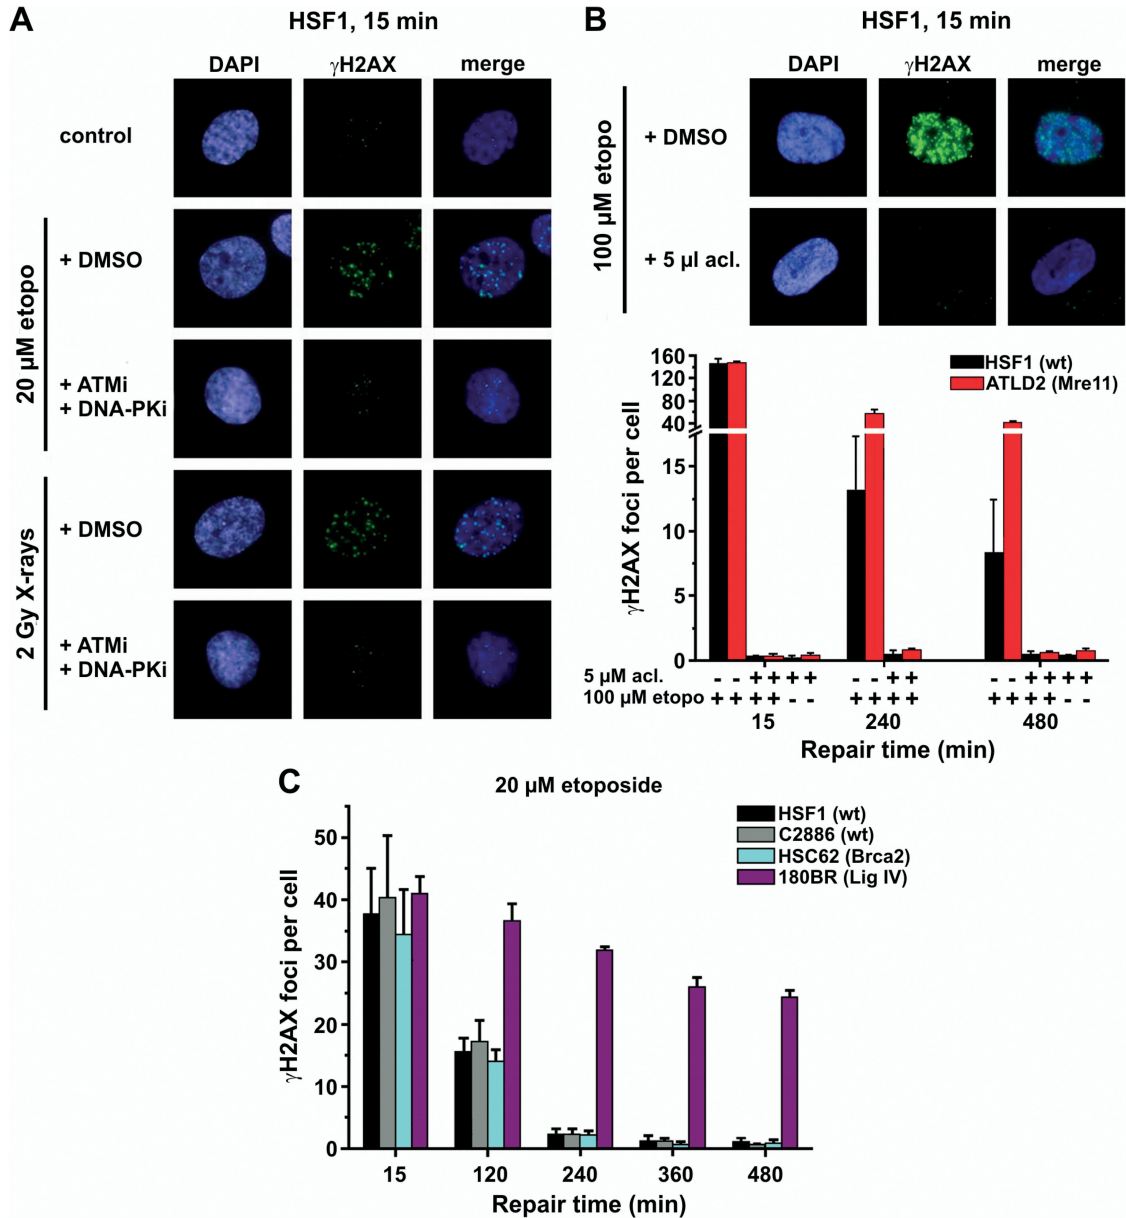 A
HSF1, 15 min
DAPI γH2AX merge
control
20 µM etopo
+ DMSO
+ ATMi
+ DNA-PKi
2 Gy X-rays
+ DMSO
+ ATMi
+ DNA-PKi
B
HSF1, 15 min
DAPI γH2AX merge
100 µM etopo
+ DMSO
+ 5 µl acl.
γH2AX foci per cell
160
120
80
40
15
10
5
0
HSF1 (wt)
ATLD2 (Mre11)
5 µM acl. - - + + + + - - + + - - + + + +
100 µM etopo + + + + - - + + + + + + + + - -
15 240 480
Repair time (min)
C
20 µM etoposide
γH2AX foci per cell
50
40
30
20
10
0
HSF1 (wt)
C2886 (wt)
HSC62 (Brca2)
180BR (Lig IV)
15 120 240 360 480
Repair time (min)